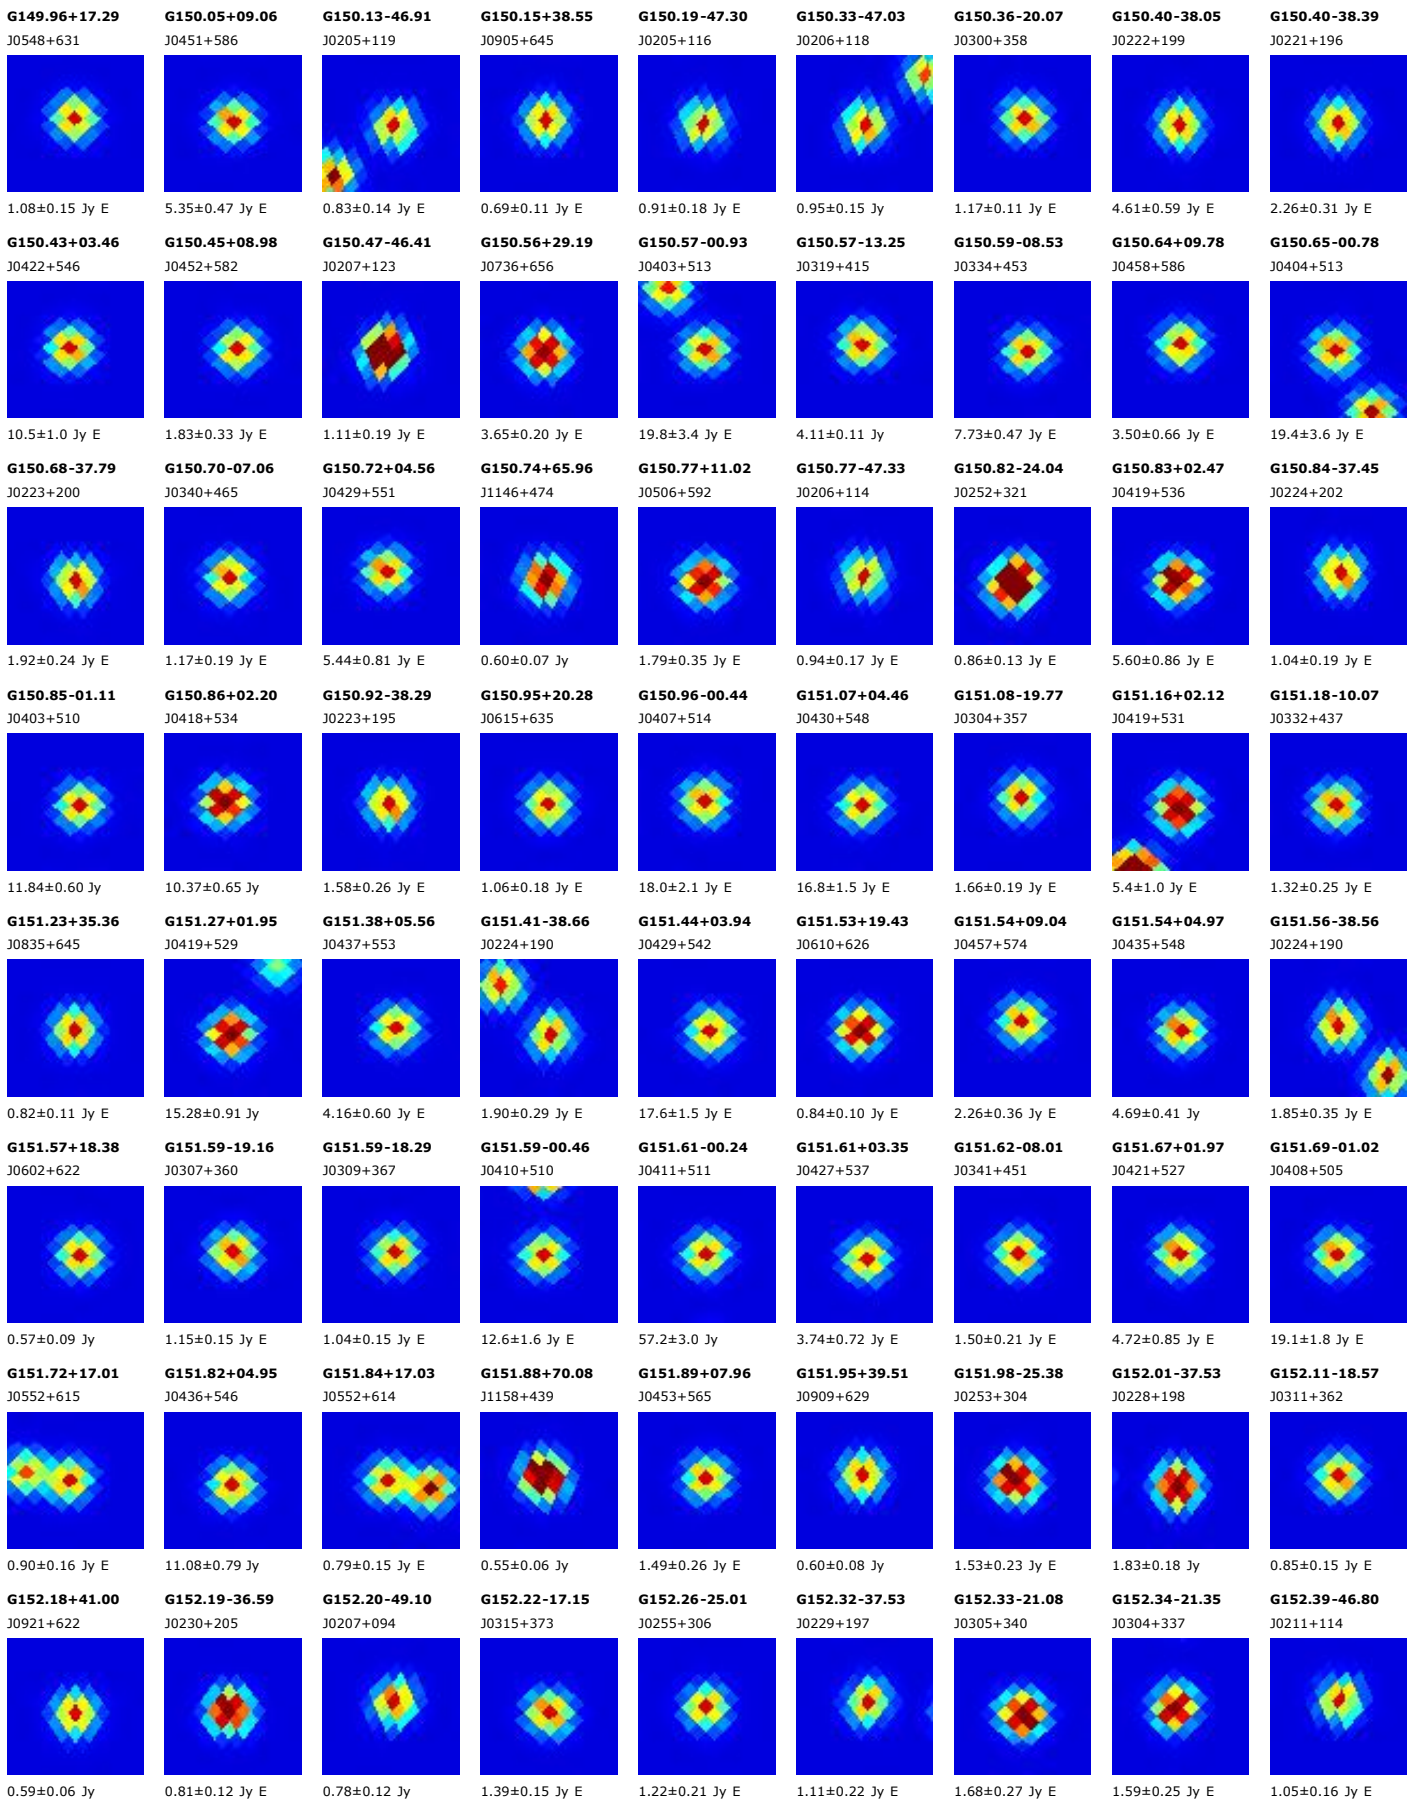 G149.96+17.29 G150.05+09.06 G150.13-46.91 G150.15+38.55 G150.19-47.30 G150.33-47.03 G150.36-20.07 G150.40-38.05 G150.40-38.39
J0548+631 J0451+586 J0205+119 J0905+645 J0205+116 J0206+118 J0300+358 J0222+199 J0221+196
1.08±0.15 Jy E 5.35±0.47 Jy E 0.83±0.14 Jy E 0.69±0.11 Jy E 0.91±0.18 Jy E 0.95±0.15 Jy 1.17±0.11 Jy E 4.61±0.59 Jy E 2.26±0.31 Jy E
G150.43+03.46 G150.45+08.98 G150.47-46.41 G150.56+29.19 G150.57-00.93 G150.57-13.25 G150.59-08.53 G150.64+09.78 G150.65-00.78
J0422+546 J0452+582 J0207+123 J0736+656 J0403+513 J0319+415 J0334+453 J0458+586 J0404+513
10.5±1.0 Jy E 1.83±0.33 Jy E 1.11±0.19 Jy E 3.65±0.20 Jy E 19.8±3.4 Jy E 4.11±0.11 Jy 7.73±0.47 Jy E 3.50±0.66 Jy E 19.4±3.6 Jy E
G150.68-37.79 G150.70-07.06 G150.72+04.56 G150.74+65.96 G150.77+11.02 G150.77-47.33 G150.82-24.04 G150.83+02.47 G150.84-37.45
J0223+200 J0340+465 J0429+551 J1146+474 J0506+592 J0206+114 J0252+321 J0419+536 J0224+202
1.92±0.24 Jy E 1.17±0.19 Jy E 5.44±0.81 Jy E 0.60±0.07 Jy 1.79±0.35 Jy E 0.94±0.17 Jy E 0.86±0.13 Jy E 5.60±0.86 Jy E 1.04±0.19 Jy E
G150.85-01.11 G150.86+02.20 G150.92-38.29 G150.95+20.28 G150.96-00.44 G151.07+04.46 G151.08-19.77 G151.16+02.12 G151.18-10.07
J0403+510 J0418+534 J0223+195 J0615+635 J0407+514 J0430+548 J0304+357 J0419+531 J0332+437
11.84±0.60 Jy 10.37±0.65 Jy 1.58±0.26 Jy E 1.06±0.18 Jy E 18.0±2.1 Jy E 16.8±1.5 Jy E 1.66±0.19 Jy E 5.4±1.0 Jy E 1.32±0.25 Jy E
G151.23+35.36 G151.27+01.95 G151.38+05.56 G151.41-38.66 G151.44+03.94 G151.53+19.43 G151.54+09.04 G151.54+04.97 G151.56-38.56
J0835+645 J0419+529 J0437+553 J0224+190 J0429+542 J0610+626 J0457+574 J0435+548 J0224+190
0.82±0.11 Jy E 15.28±0.91 Jy 4.16±0.60 Jy E 1.90±0.29 Jy E 17.6±1.5 Jy E 0.84±0.10 Jy E 2.26±0.36 Jy E 4.69±0.41 Jy 1.85±0.35 Jy E
G151.57+18.38 G151.59-19.16 G151.59-18.29 G151.59-00.46 G151.61-00.24 G151.61+03.35 G151.62-08.01 G151.67+01.97 G151.69-01.02
J0602+622 J0307+360 J0309+367 J0410+510 J0411+511 J0427+537 J0341+451 J0421+527 J0408+505
0.57±0.09 Jy 1.15±0.15 Jy E 1.04±0.15 Jy E 12.6±1.6 Jy E 57.2±3.0 Jy 3.74±0.72 Jy E 1.50±0.21 Jy E 4.72±0.85 Jy E 19.1±1.8 Jy E
G151.72+17.01 G151.82+04.95 G151.84+17.03 G151.88+70.08 G151.89+07.96 G151.95+39.51 G151.98-25.38 G152.01-37.53 G152.11-18.57
J0552+615 J0436+546 J0552+614 J1158+439 J0453+565 J0909+629 J0253+304 J0228+198 J0311+362
0.90±0.16 Jy E 11.08±0.79 Jy 0.79±0.15 Jy E 0.55±0.06 Jy 1.49±0.26 Jy E 0.60±0.08 Jy 1.53±0.23 Jy E 1.83±0.18 Jy 0.85±0.15 Jy E
G152.18+41.00 G152.19-36.59 G152.20-49.10 G152.22-17.15 G152.26-25.01 G152.32-37.53 G152.33-21.08 G152.34-21.35 G152.39-46.80
J0921+622 J0230+205 J0207+094 J0315+373 J0255+306 J0229+197 J0305+340 J0304+337 J0211+114
0.59±0.06 Jy 0.81±0.12 Jy E 0.78±0.12 Jy 1.39±0.15 Jy E 1.22±0.21 Jy E 1.11±0.22 Jy E 1.68±0.27 Jy E 1.59±0.25 Jy E 1.05±0.16 Jy E